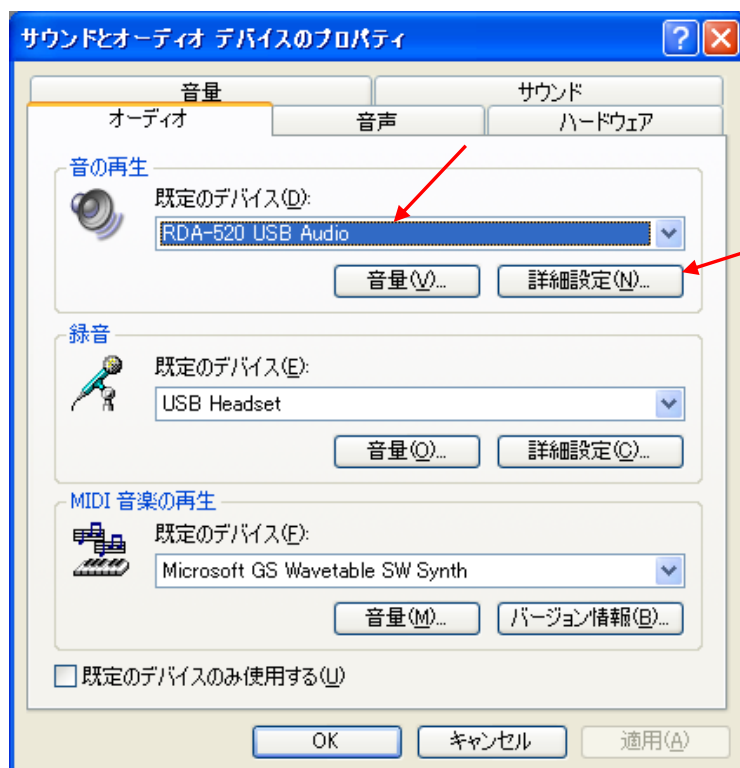 サウンドとオーディオ デバイスのプロパティ
音量 サウンド
オーディオ 音声 ハードウェア
音の再生
既定のデバイス(D):
RDA-520 USB Audio
音量(V)... 詳細設定(N)...
録音
既定のデバイス(E):
USB Headset
音量(O)... 詳細設定(C)...
MIDI 音楽の再生
既定のデバイス(F):
Microsoft GS Wavetable SW Synth
音量(M)... バージョン情報(B)...
既定のデバイスのみ使用する(U)
OK キャンセル 適用(A)